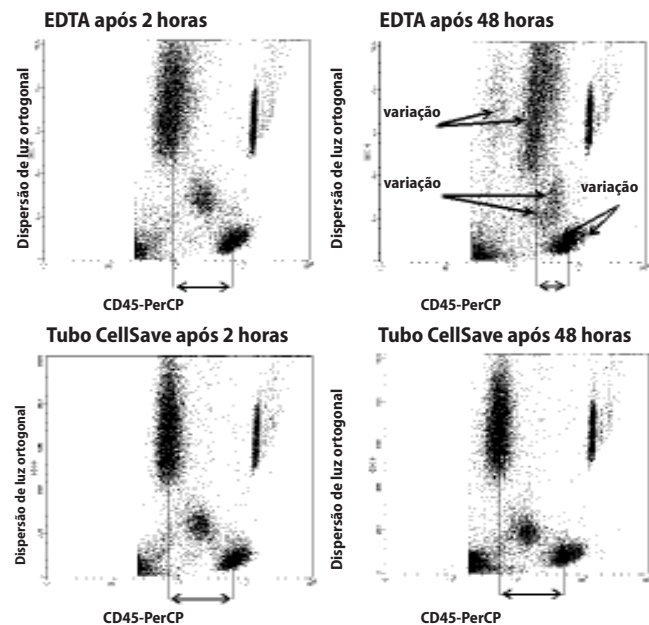 EDTA após 2 horas
EDTA após 48 horas
Dispersão de luz ortogonal
Dispersão de luz ortogonal
variação
variação
variação
CD45-PerCP
CD45-PerCP
Tubo CellSave após 2 horas
Tubo CellSave após 48 horas
Dispersão de luz ortogonal
Dispersão de luz ortogonal
CD45-PerCP
CD45-PerCP